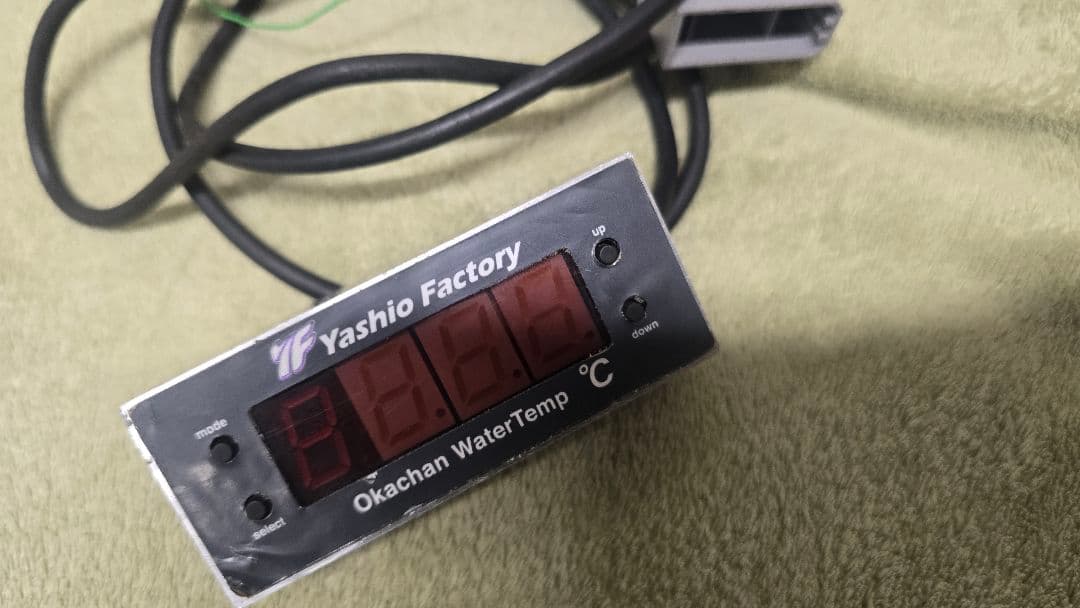 YF Yashio Factory
up
down
mode
select
°C
Okachan WaterTemp